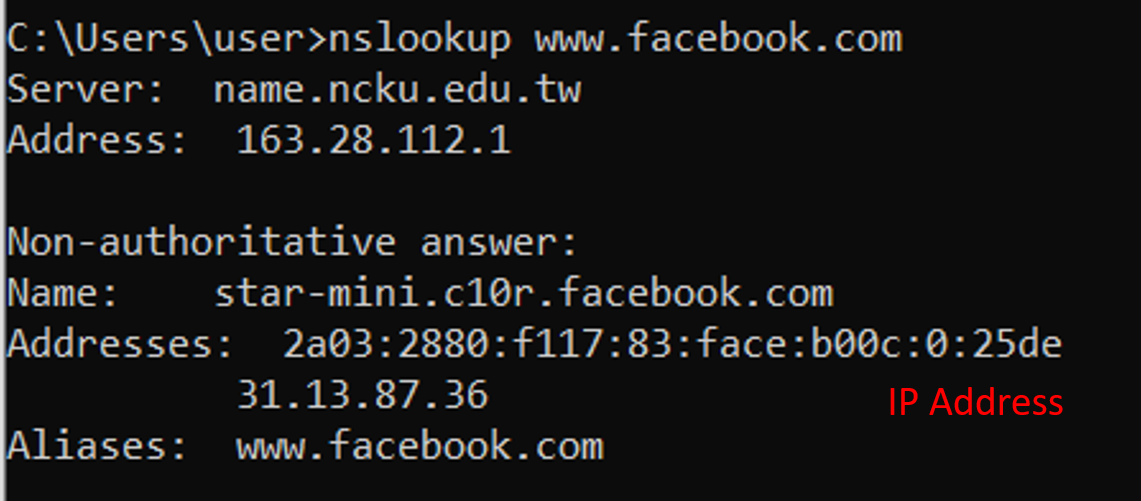 C:\Users\user>nslookup www.facebook.com
Server:  name.ncku.edu.tw
Address:  163.28.112.1
Non-authoritative answer:
Name:    star-mini.c10r.facebook.com
Addresses:  2a03:2880:f117:83:face:b00c:0:25de
31.13.87.36
IP Address
Aliases:  www.facebook.com